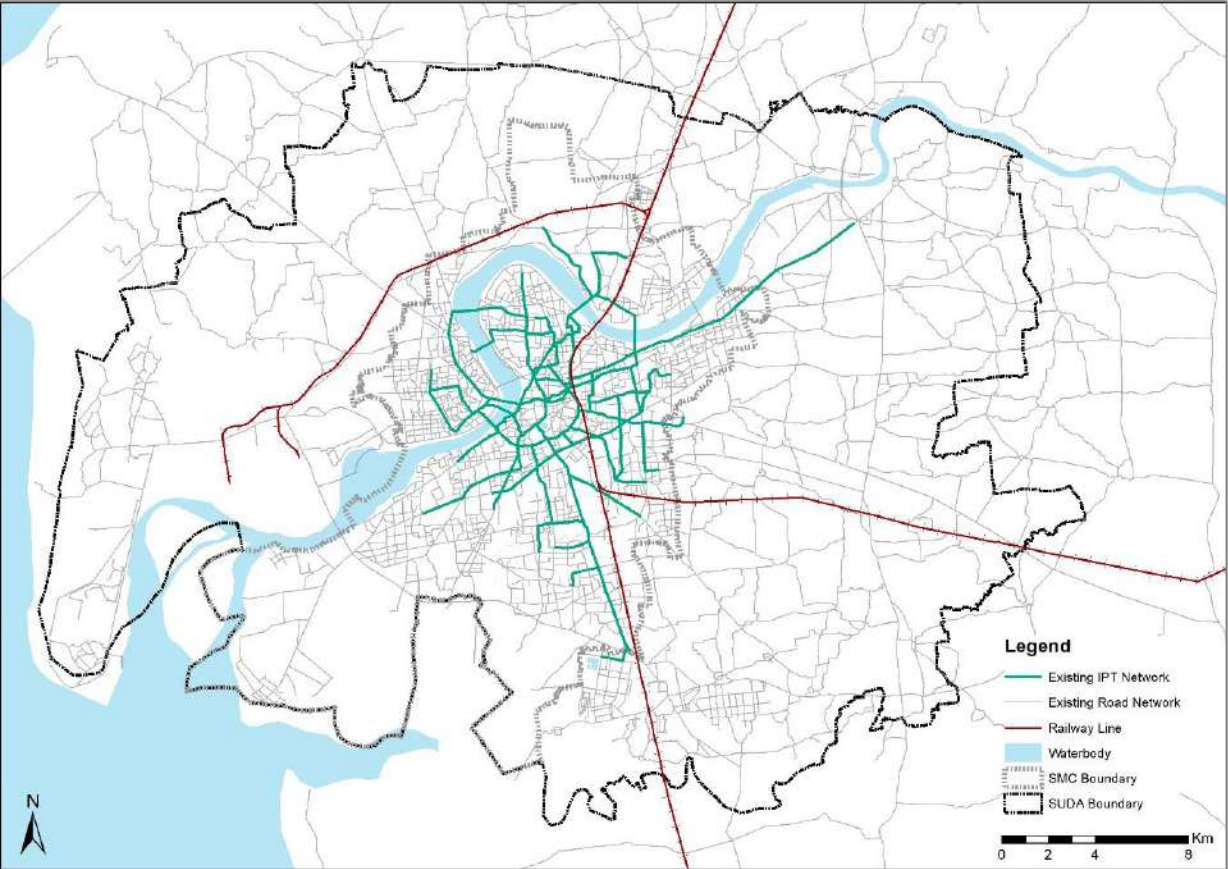 Legend
Existing IPT Network
Existing Road Network
Railway Line
Waterbody
SMC Boundary
SUDA Boundary
N
Km
0 2 4 8